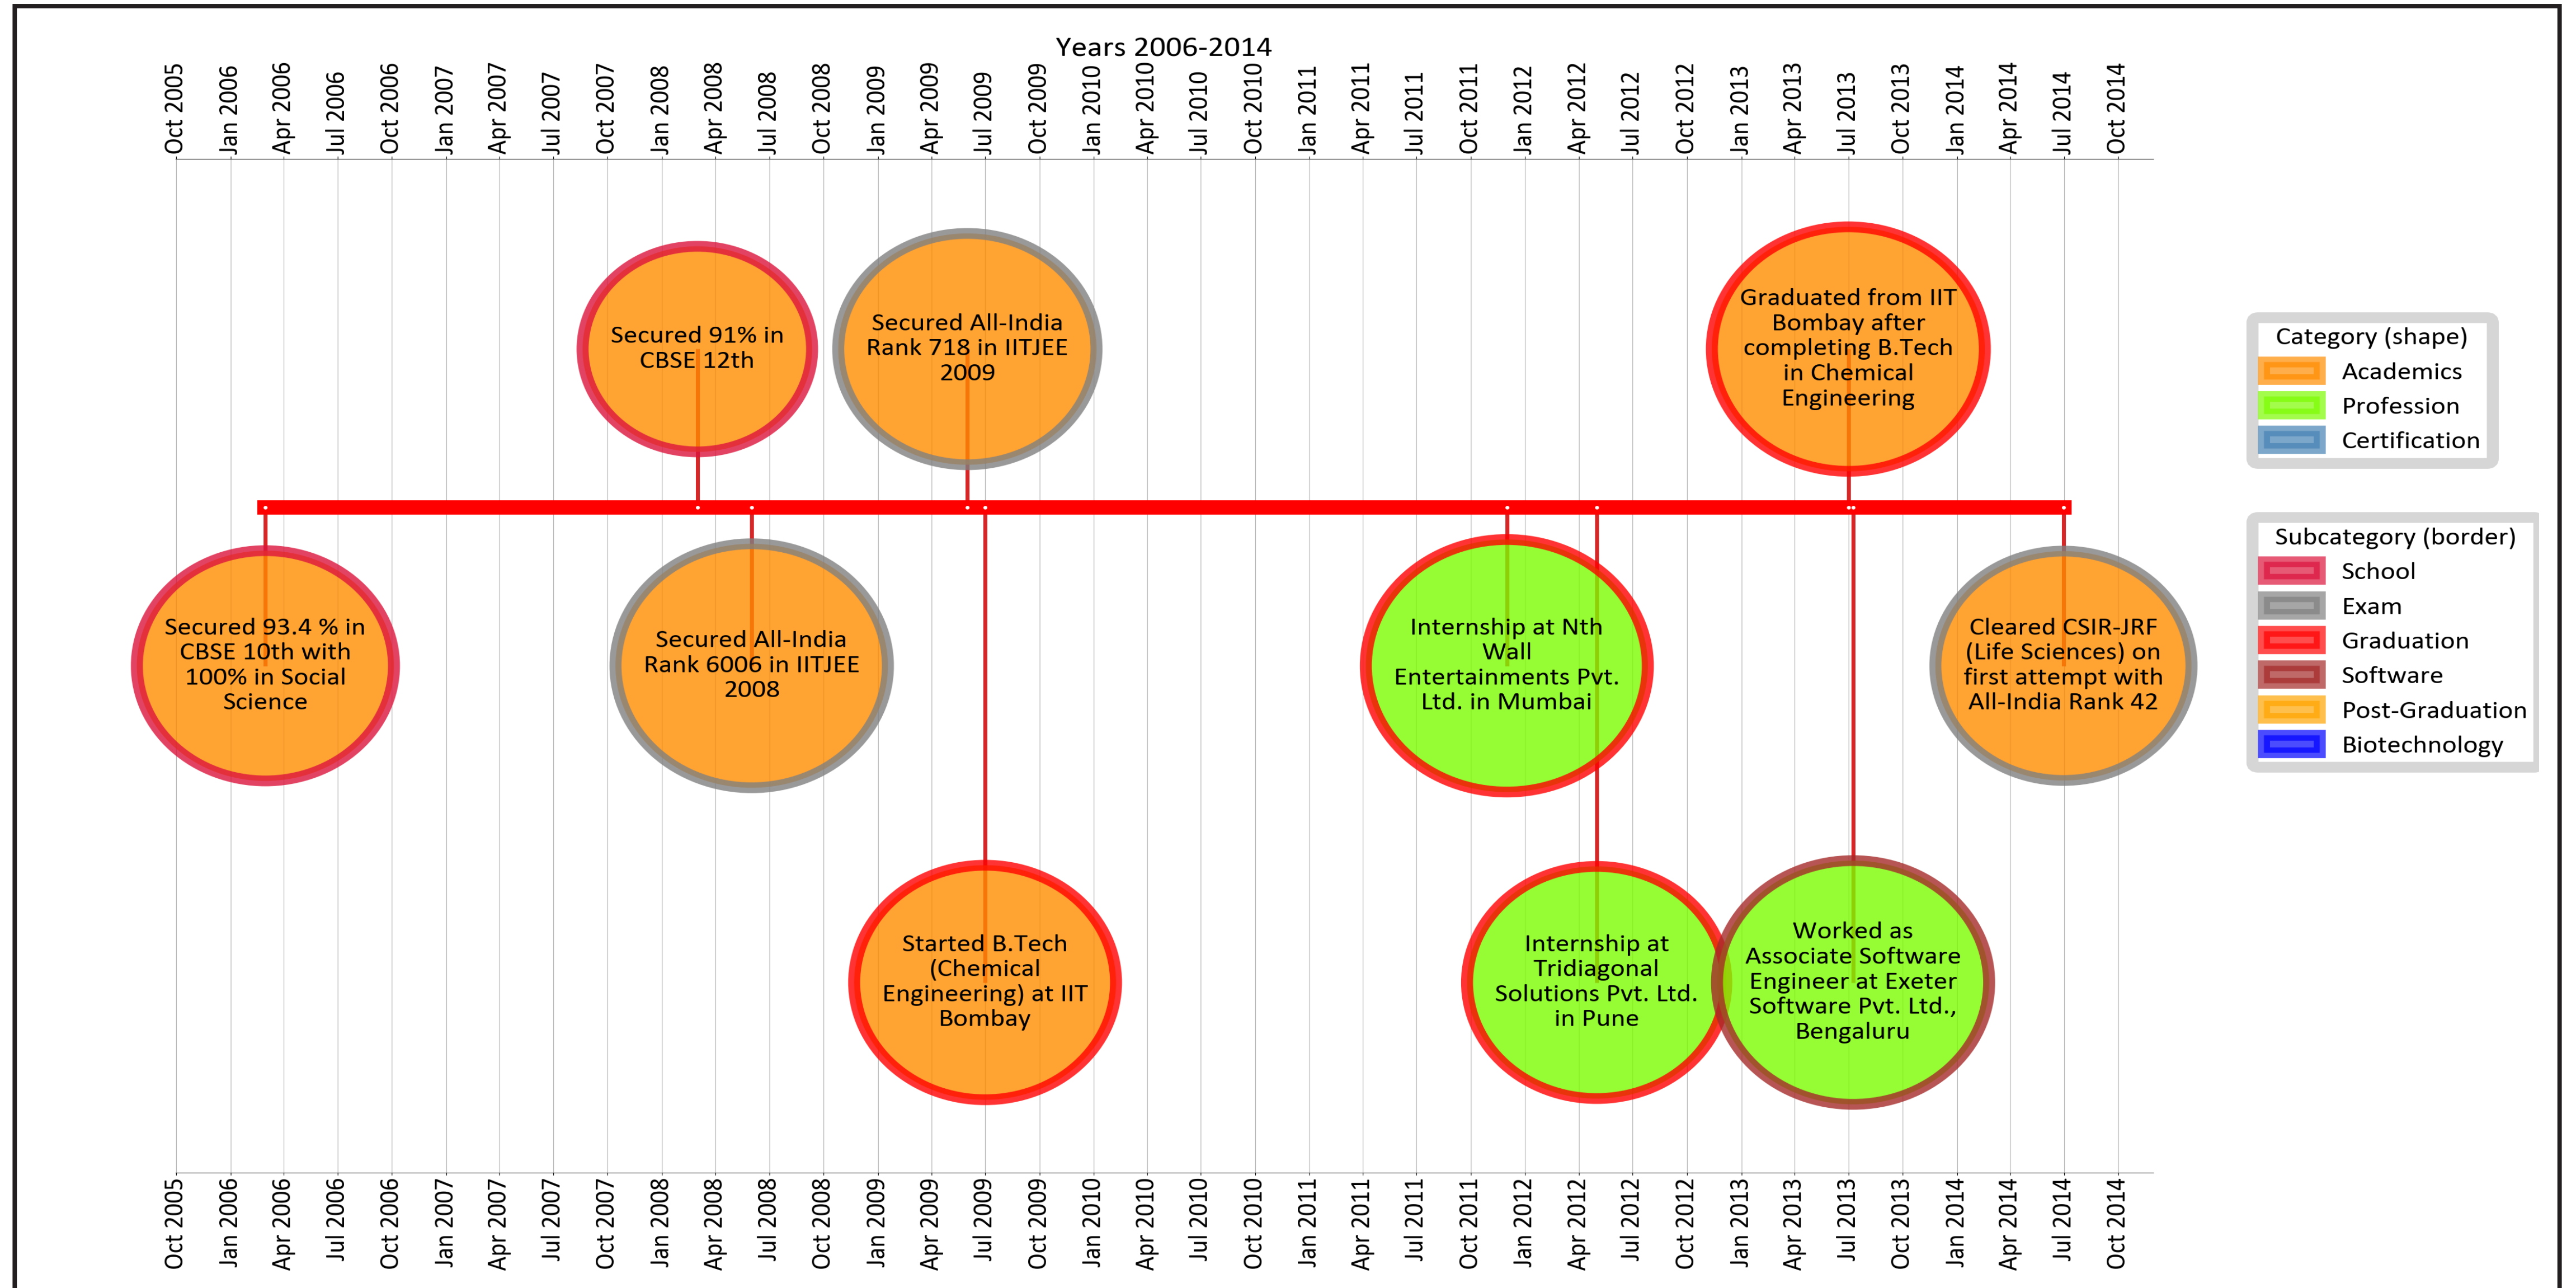 Years 2006-2014
Oct 2005
Jan 2006
Apr 2006
Jul 2006
Oct 2006
Jan 2007
Apr 2007
Jul 2007
Oct 2007
Jan 2008
Apr 2008
Jul 2008
Oct 2008
Jan 2009
Apr 2009
Jul 2009
Oct 2009
Jan 2010
Apr 2010
Jul 2010
Oct 2010
Jan 2011
Apr 2011
Jul 2011
Oct 2011
Jan 2012
Apr 2012
Jul 2012
Oct 2012
Jan 2013
Apr 2013
Jul 2013
Oct 2013
Jan 2014
Apr 2014
Jul 2014
Oct 2014
Secured 91% in
CBSE 12th
Secured All-India
Rank 718 in IITJEE
2009
Graduated from IIT
Bombay after
completing B.Tech
in Chemical
Engineering
Secured 93.4 % in
CBSE 10th with
100% in Social
Science
Secured All-India
Rank 6006 in IITJEE
2008
Internship at Nth
Wall
Entertainments Pvt.
Ltd. in Mumbai
Cleared CSIR-JRF
(Life Sciences) on
first attempt with
All-India Rank 42
Started B.Tech
(Chemical
Engineering) at IIT
Bombay
Internship at
Tridiagonal
Solutions Pvt. Ltd.
in Pune
Worked as
Associate Software
Engineer at Exeter
Software Pvt. Ltd.,
Bengaluru
Category (shape)
Academics
Profession
Certification
Subcategory (border)
School
Exam
Graduation
Software
Post-Graduation
Biotechnology
Oct 2005
Jan 2006
Apr 2006
Jul 2006
Oct 2006
Jan 2007
Apr 2007
Jul 2007
Oct 2007
Jan 2008
Apr 2008
Jul 2008
Oct 2008
Jan 2009
Apr 2009
Jul 2009
Oct 2009
Jan 2010
Apr 2010
Jul 2010
Oct 2010
Jan 2011
Apr 2011
Jul 2011
Oct 2011
Jan 2012
Apr 2012
Jul 2012
Oct 2012
Jan 2013
Apr 2013
Jul 2013
Oct 2013
Jan 2014
Apr 2014
Jul 2014
Oct 2014